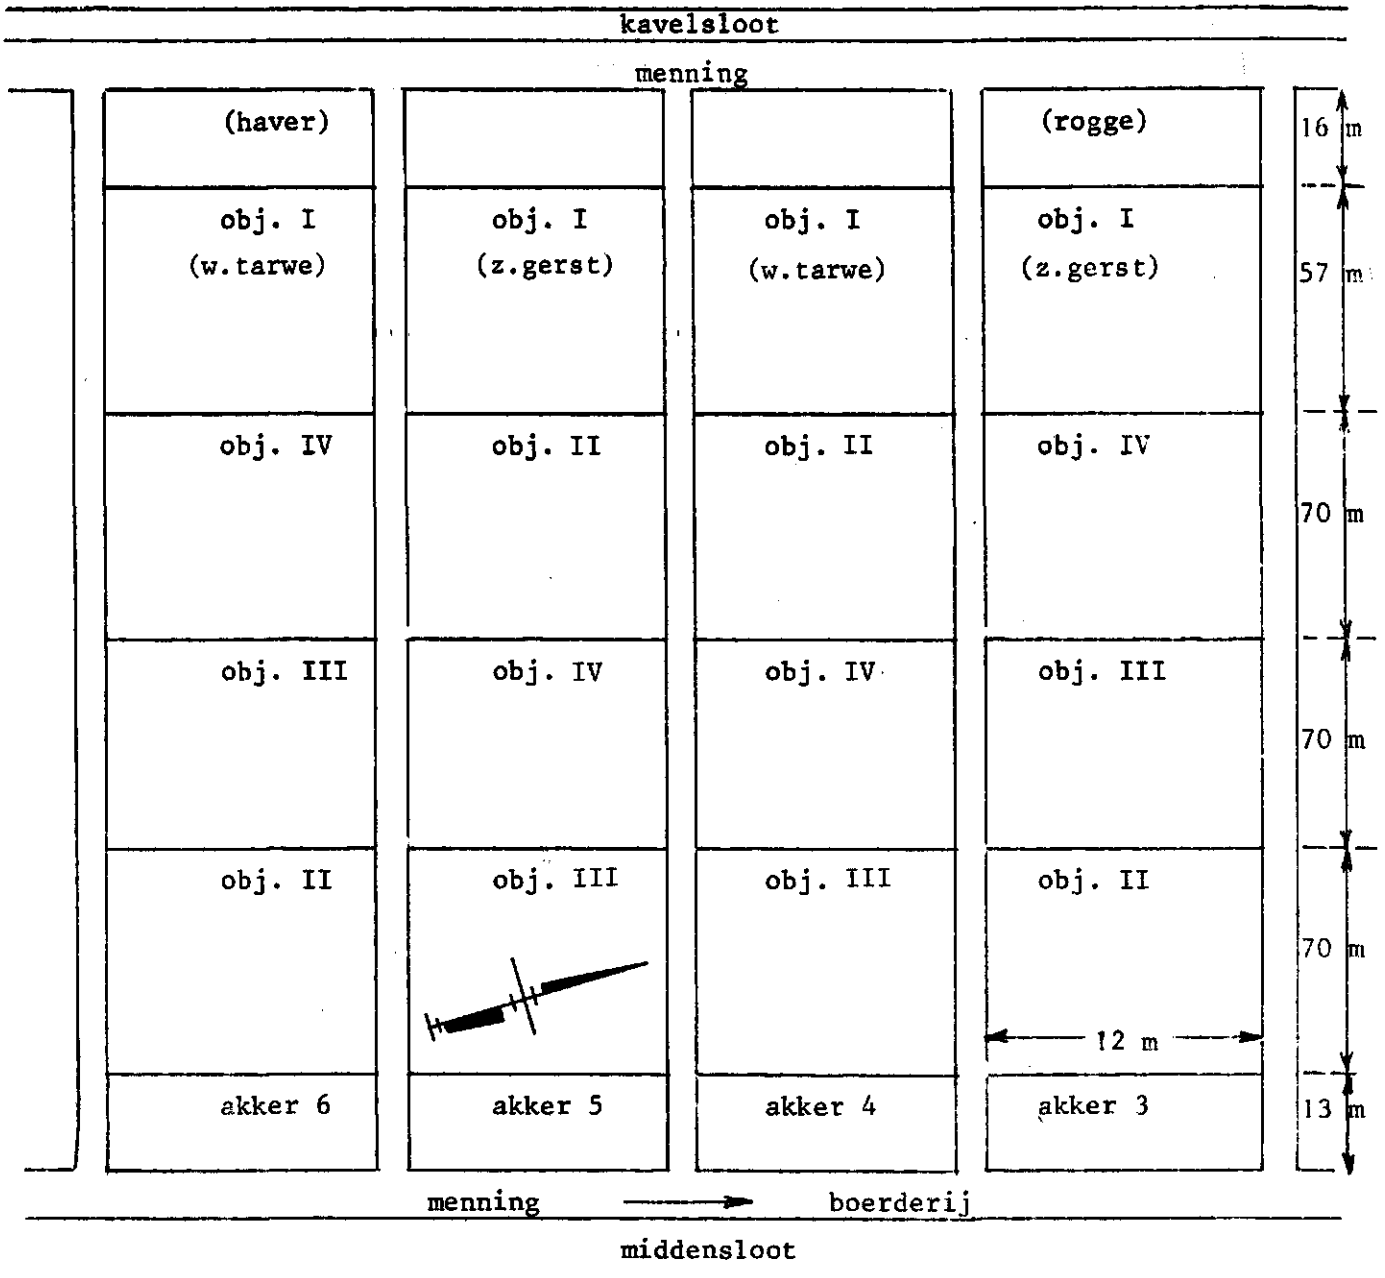 kavelsloot
menning
(haver) (rogge) 16 m
obj. I obj. I obj. I obj. I
(w.tarwe) (z.gerst) (w.tarwe) (z.gerst) 57 m
obj. IV obj. II obj. II obj. IV
70 m
obj. III obj. IV obj. IV obj. III
70 m
obj. II obj. III obj. III obj. II
70 m
12 m
akker 6 akker 5 akker 4 akker 3 13 m
menning boerderij
middensloot